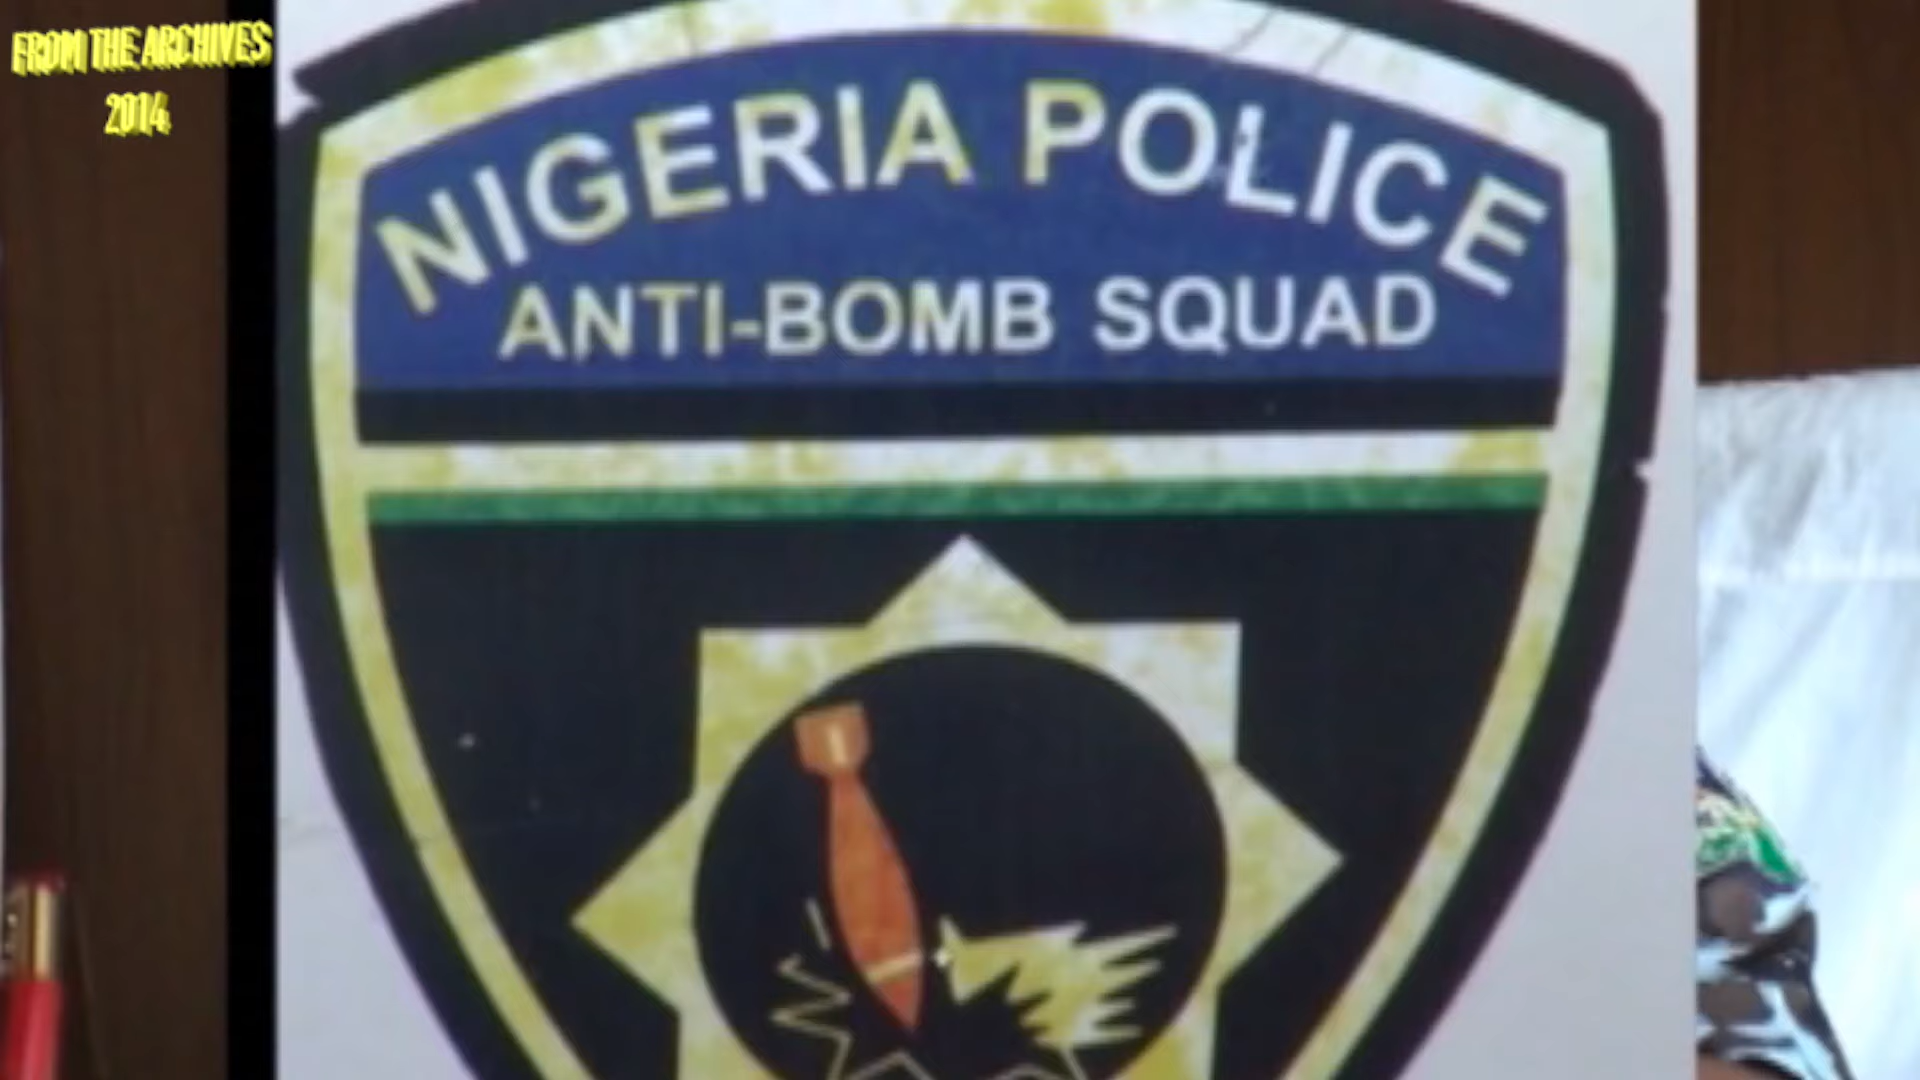 FROM THE ARCHIVES
2014
NIGERIA POLICE
ANTI-BOMB SQUAD